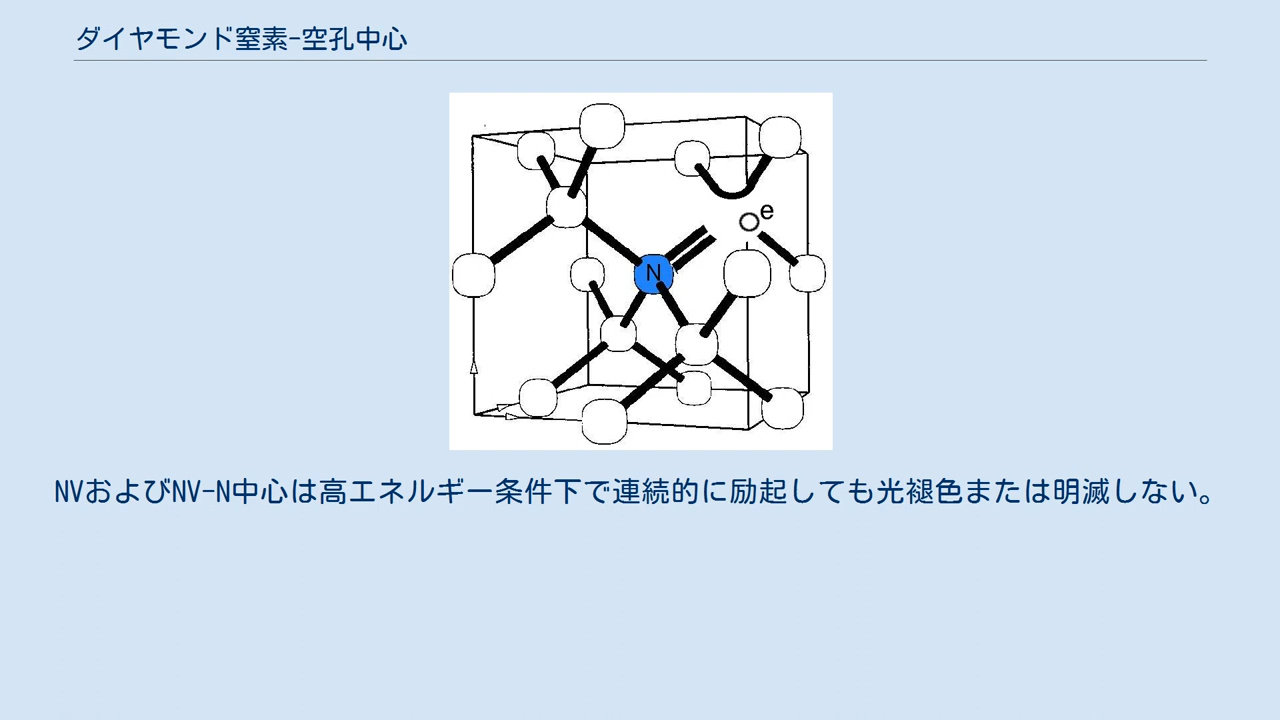 ダイヤモンド窒素-空孔中心
e
N
NVおよびNV-N中心は高エネルギー条件下で連続的に励起しても光褪色または明滅しない。